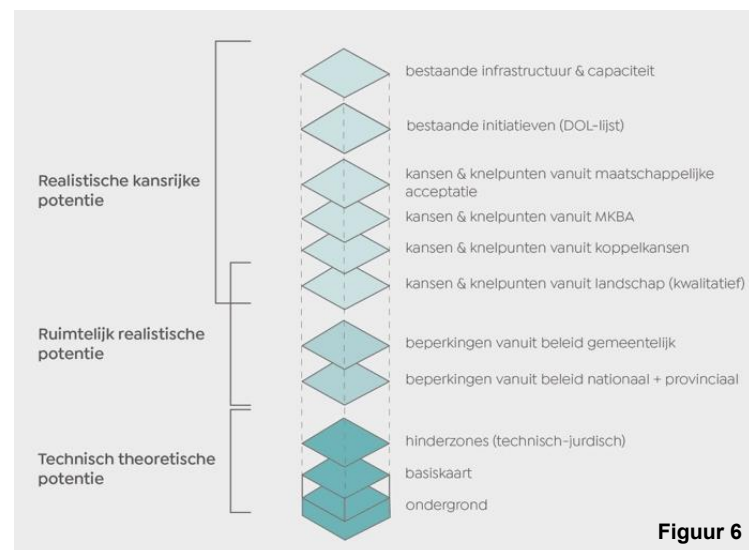 bestaande infrastructuur & capaciteit
bestaande initiatieven (DOL-lijst)
Realistische kansrijke
potentie
kansen & knelpunten vanuit maatschappelijke
acceptatie
kansen & knelpunten vanuit MKBA
kansen & knelpunten vanuit koppelkansen
kansen & knelpunten vanuit landschap (kwalitatief)
Ruimtelijk realistische
potentie
beperkingen vanuit beleid gemeentelijk
beperkingen vanuit beleid nationaal + provinciaal
Technisch theoretische
potentie
hinderzones (technisch-jurdisch)
basiskaart
ondergrond
Figuur 6